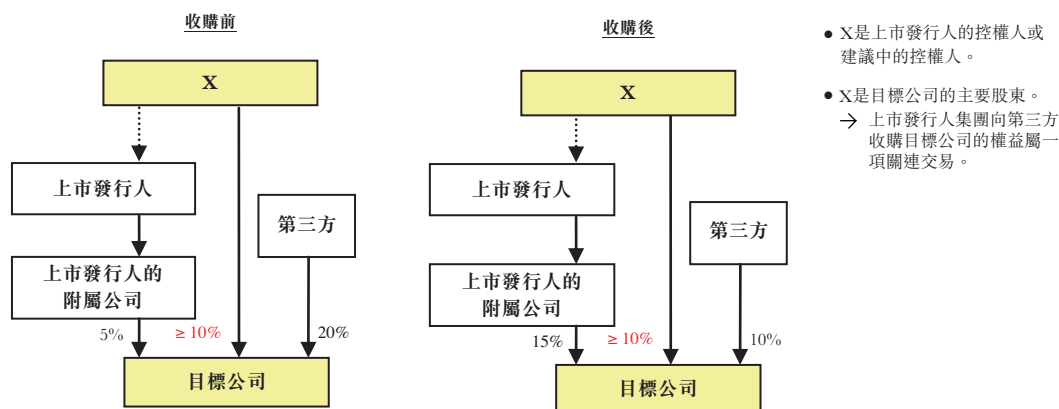 收購前
X
上市發行人
第三方
上市發行人的
附屬公司
5%
≥ 10%
20%
目標公司
收購後
X
上市發行人
第三方
上市發行人的
附屬公司
15%
≥ 10%
10%
目標公司
● X是上市發行人的控權人或
建議中的控權人。
● X是目標公司的主要股東。
→ 上市發行人集團向第三方
收購目標公司的權益屬一
項關連交易。